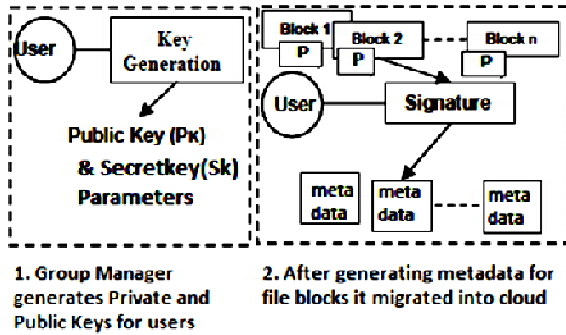 User
Key
Generation
Public Key (Pκ)
& Secretkey(Sk)
Parameters
Block 1
Block 2
Block n
P
P
P
User
Signature
meta
data
meta
data
meta
data
1. Group Manager
generates Private and
Public Keys for users
2. After generating metadata for
file blocks it migrated into cloud